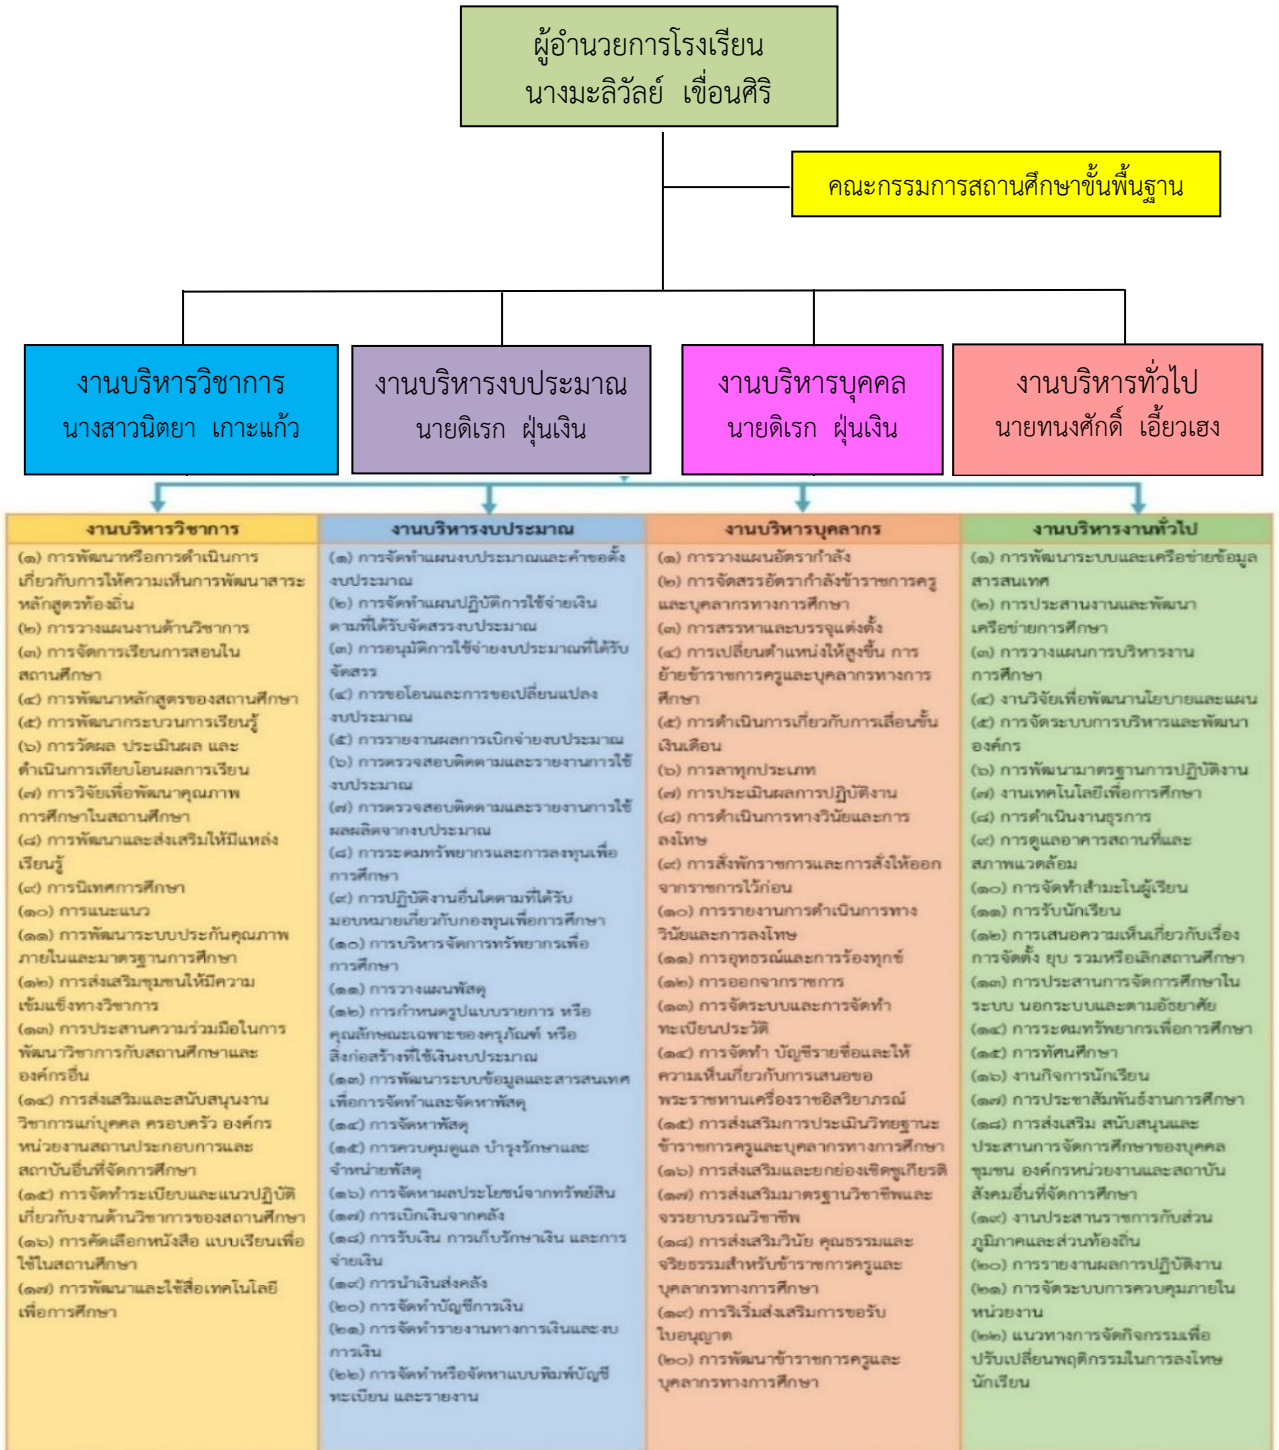 ผู้อำนวยการโรงเรียน
นางมะลิวัลย์ เขื่อนศิริ
คณะกรรมการสถานศึกษาขั้นพื้นฐาน
งานบริหารวิชาการ
นางสาวนิตยา เกาะแก้ว
งานบริหารงบประมาณ
นายดิเรก ฝุ่นเงิน
งานบริหารบุคคล
นายดิเรก ฝุ่นเงิน
งานบริหารทั่วไป
นายทนงศักดิ์ เอี้ยวเฮง
งานบริหารวิชาการ
(๑) การพัฒนาหรือการดำเนินการ
เกี่ยวกับการให้ความเห็นการพัฒนาสาระ
หลักสูตรท้องถิ่น
(๒) การวางแผนงานด้านวิชาการ
(๓) การจัดการเรียนการสอนใน
สถานศึกษา
(๔) การพัฒนาหลักสูตรของสถานศึกษา
(๕) การพัฒนากระบวนการเรียนรู้
(๖) การวัดผล ประเมินผล และ
ดำเนินการเทียบโอนผลการเรียน
(๗) การวิจัยเพื่อพัฒนาคุณภาพ
การศึกษาในสถานศึกษา
(๘) การพัฒนาและส่งเสริมให้มีแหล่ง
เรียนรู้
(๙) การนิเทศการศึกษา
(๑๐) การแนะแนว
(๑๑) การพัฒนาระบบประกันคุณภาพ
ภายในและมาตรฐานการศึกษา
(๑๒) การส่งเสริมชุมชนให้มีความ
เข้มแข็งทางวิชาการ
(๑๓) การประสานความร่วมมือในการ
พัฒนาวิชาการกับสถานศึกษาและ
องค์กรอื่น
(๑๔) การส่งเสริมและสนับสนุนงาน
วิชาการแก่บุคคล ครอบครัว องค์กร
หน่วยงานสถานประกอบการและ
สถาบันอื่นที่จัดการศึกษา
(๑๕) การจัดทำระเบียบและแนวปฏิบัติ
เกี่ยวกับงานด้านวิชาการของสถานศึกษา
(๑๖) การคัดเลือกหนังสือ แบบเรียนเพื่อ
ใช้ในสถานศึกษา
(๑๗) การพัฒนาและใช้สื่อเทคโนโลยี
เพื่อการศึกษา
งานบริหารงบประมาณ
(๑) การจัดทำแผนงบประมาณและคำขอตั้ง
งบประมาณ
(๒) การจัดทำแผนปฏิบัติการใช้จ่ายเงิน
ตามที่ได้รับจัดสรรงบประมาณ
(๓) การอนุมัติการใช้จ่ายงบประมาณที่ได้รับ
จัดสรร
(๔) การขอโอนและการขอเปลี่ยนแปลง
งบประมาณ
(๕) การรายงานผลการเบิกจ่ายงบประมาณ
(๖) การตรวจสอบติดตามและรายงานการใช้
งบประมาณ
(๗) การตรวจสอบติดตามและรายงานการใช้
ผลผลิตจากงบประมาณ
(๘) การระดมทรัพยากรและการลงทุนเพื่อ
การศึกษา
(๙) การปฏิบัติงานอื่นใดตามที่ได้รับ
มอบหมายเกี่ยวกับกองทุนเพื่อการศึกษา
(๑๐) การบริหารจัดการทรัพยากรเพื่อ
การศึกษา
(๑๑) การวางแผนพัสดุ
(๑๒) การกำหนดรูปแบบรายการ หรือ
คุณลักษณะเฉพาะของครุภัณฑ์ หรือ
สิ่งก่อสร้างที่ใช้เงินงบประมาณ
(๑๓) การพัฒนาระบบข้อมูลและสารสนเทศ
เพื่อการจัดทำและจัดหาพัสดุ
(๑๔) การจัดหาพัสดุ
(๑๕) การควบคุมดูแล บำรุงรักษาและ
จำหน่ายพัสดุ
(๑๖) การจัดหาผลประโยชน์จากทรัพย์สิน
(๑๗) การเบิกเงินจากคลัง
(๑๘) การรับเงิน การเก็บรักษาเงิน และการ
จ่ายเงิน
(๑๙) การนำเงินส่งคลัง
(๒๐) การจัดทำบัญชีการเงิน
(๒๑) การจัดทำรายงานทางการเงินและงบ
การเงิน
(๒๒) การจัดทำหรือจัดหาแบบพิมพ์บัญชี
ทะเบียน และรายงาน
งานบริหารบุคลากร
(๑) การวางแผนอัตรากำลัง
(๒) การจัดสรรอัตรากำลังข้าราชการครู
และบุคลากรทางการศึกษา
(๓) การสรรหาและบรรจุแต่งตั้ง
(๔) การเปลี่ยนตำแหน่งให้สูงขึ้น การ
ย้ายข้าราชการครูและบุคลากรทางการ
ศึกษา
(๕) การดำเนินการเกี่ยวกับการเลื่อนขั้น
เงินเดือน
(๖) การลาทุกประเภท
(๗) การประเมินผลการปฏิบัติงาน
(๘) การดำเนินการทางวินัยและการ
ลงโทษ
(๙) การสั่งพักราชการและการสั่งให้ออก
จากราชการไว้ก่อน
(๑๐) การรายงานการดำเนินการทาง
วินัยและการลงโทษ
(๑๑) การอุทธรณ์และการร้องทุกข์
(๑๒) การออกจากราชการ
(๑๓) การจัดระบบและการจัดทำ
ทะเบียนประวัติ
(๑๔) การจัดทำ บัญชีรายชื่อและให้
ความเห็นเกี่ยวกับการเสนอขอ
พระราชทานเครื่องราชอิสริยาภรณ์
(๑๕) การส่งเสริมการประเมินวิทยฐานะ
ข้าราชการครูและบุคลากรทางการศึกษา
(๑๖) การส่งเสริมและยกย่องเชิดชูเกียรติ
(๑๗) การส่งเสริมมาตรฐานวิชาชีพและ
จรรยาบรรณวิชาชีพ
(๑๘) การส่งเสริมวินัย คุณธรรมและ
จริยธรรมสำหรับข้าราชการครูและ
บุคลากรทางการศึกษา
(๑๙) การริเริ่มส่งเสริมการขอรับ
ใบอนุญาต
(๒๐) การพัฒนาข้าราชการครูและ
บุคลากรทางการศึกษา
งานบริหารงานทั่วไป
(๑) การพัฒนาระบบและเครือข่ายข้อมูล
สารสนเทศ
(๒) การประสานงานและพัฒนา
เครือข่ายการศึกษา
(๓) การวางแผนการบริหารงาน
การศึกษา
(๔) งานวิจัยเพื่อพัฒนานโยบายและแผน
(๕) การจัดระบบการบริหารและพัฒนา
องค์กร
(๖) การพัฒนามาตรฐานการปฏิบัติงาน
(๗) งานเทคโนโลยีเพื่อการศึกษา
(๘) การดำเนินงานธุรการ
(๙) การดูแลอาคารสถานที่และ
สภาพแวดล้อม
(๑๐) การจัดทำสำมะโนผู้เรียน
(๑๑) การรับนักเรียน
(๑๒) การเสนอความเห็นเกี่ยวกับเรื่อง
การจัดตั้ง ยุบ รวมหรือเลิกสถานศึกษา
(๑๓) การประสานการจัดการศึกษาใน
ระบบ นอกระบบและตามอัธยาศัย
(๑๔) การระดมทรัพยากรเพื่อการศึกษา
(๑๕) การทัศนศึกษา
(๑๖) งานกิจการนักเรียน
(๑๗) การประชาสัมพันธ์งานการศึกษา
(๑๘) การส่งเสริม สนับสนุนและ
ประสานการจัดการศึกษาของบุคคล
ชุมชน องค์กรหน่วยงานและสถาบัน
สังคมอื่นที่จัดการศึกษา
(๑๙) งานประสานราชการกับส่วน
ภูมิภาคและส่วนท้องถิ่น
(๒๐) การรายงานผลการปฏิบัติงาน
(๒๑) การจัดระบบการควบคุมภายใน
หน่วยงาน
(๒๒) แนวทางการจัดกิจกรรมเพื่อ
ปรับเปลี่ยนพฤติกรรมในการลงโทษ
นักเรียน